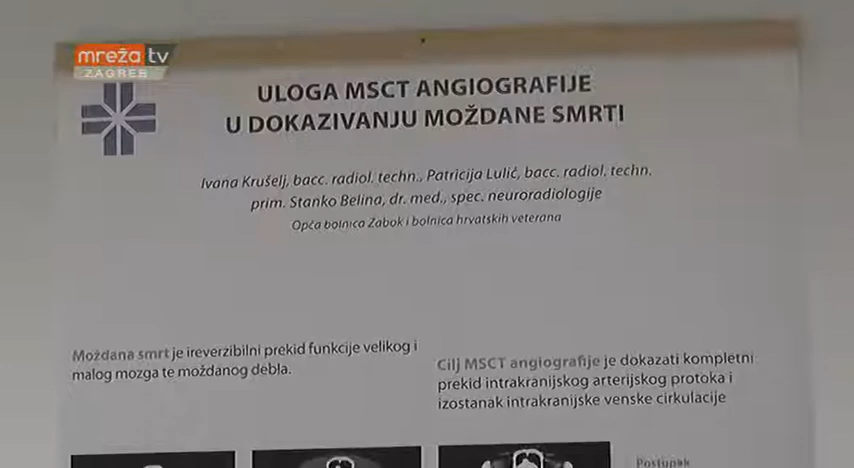 mreža tv
ZAGREB
ULOGA MSCT ANGIOGRAFIJE
U DOKAZIVANJU MOŽDANE SMRTI
Ivana Krušelj, bacc. radiol. techn., Patricija Lulić, bacc. radiol. techn.
prim. Stanko Belina, dr. med., spec. neuroradiologije
Opća bolnica Zabok i bolnica hrvatskih veterana
Moždana smrt je ireverzibilni prekid funkcije velikog i
malog mozga te moždanog debla.
Cilj MSCT angiografije je dokazati kompletni
prekid intrakranijskog arterijskog protoka i
izostanak intrakranijske venske cirkulacije
Postupak